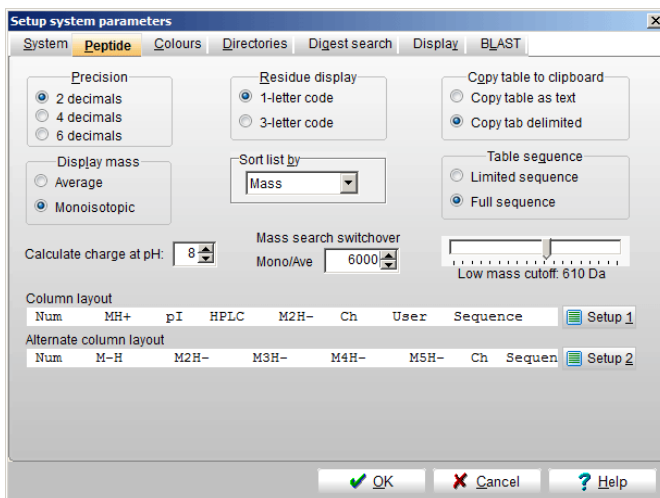 Setup system parameters
System Peptide Colours Directories Digest search Display BLAST
Precision
2 decimals
4 decimals
6 decimals
Residue display
1-letter code
3-letter code
Copy table to clipboard
Copy table as text
Copy tab delimited
Display mass
Average
Monoisotopic
Sort list by
Mass
Table sequence
Limited sequence
Full sequence
Calculate charge at pH: 8
Mass search switchover
Mono/Ave 6000
Low mass cutoff: 610 Da
Column layout
Num MH+ pI HPLC M2H- Ch User Sequence Setup 1
Alternate column layout
Num M-H M2H- M3H- M4H- M5H- Ch Sequen Setup 2
OK Cancel Help